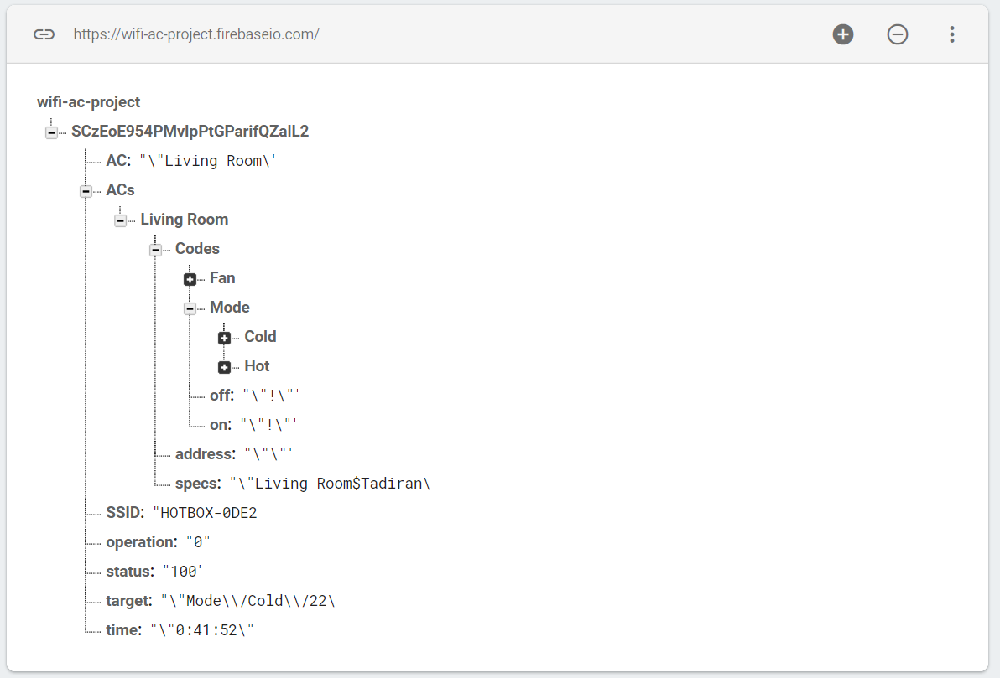 https://wifi-ac-project.firebaseio.com/
wifi-ac-project
SCzEoE954PMvIpPtGParifQZaIL2
AC: "\"Living Room\'
ACs
Living Room
Codes
Fan
Mode
Cold
Hot
off: "\"!\"'
on: "\"!\"'
address: "\"\"'
specs: "\"Living Room$Tadiran\
SSID: "HOTBOX-0DE2
operation: "0"
status: "100'
target: "\"Mode\\/Cold\\/22\
time: "\"0:41:52\"